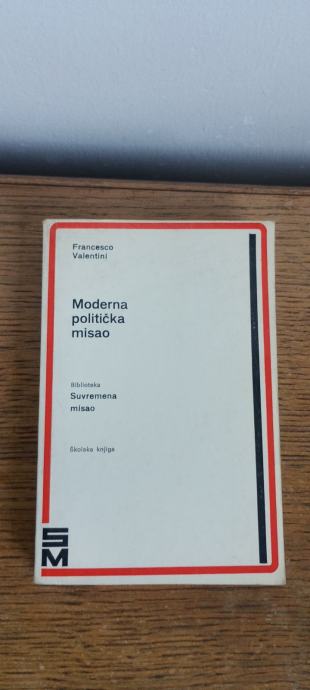 Francesco
Valentini
Moderna
politička
misao
Biblioteka
Suvremena
misao
Školska knjiga
SM